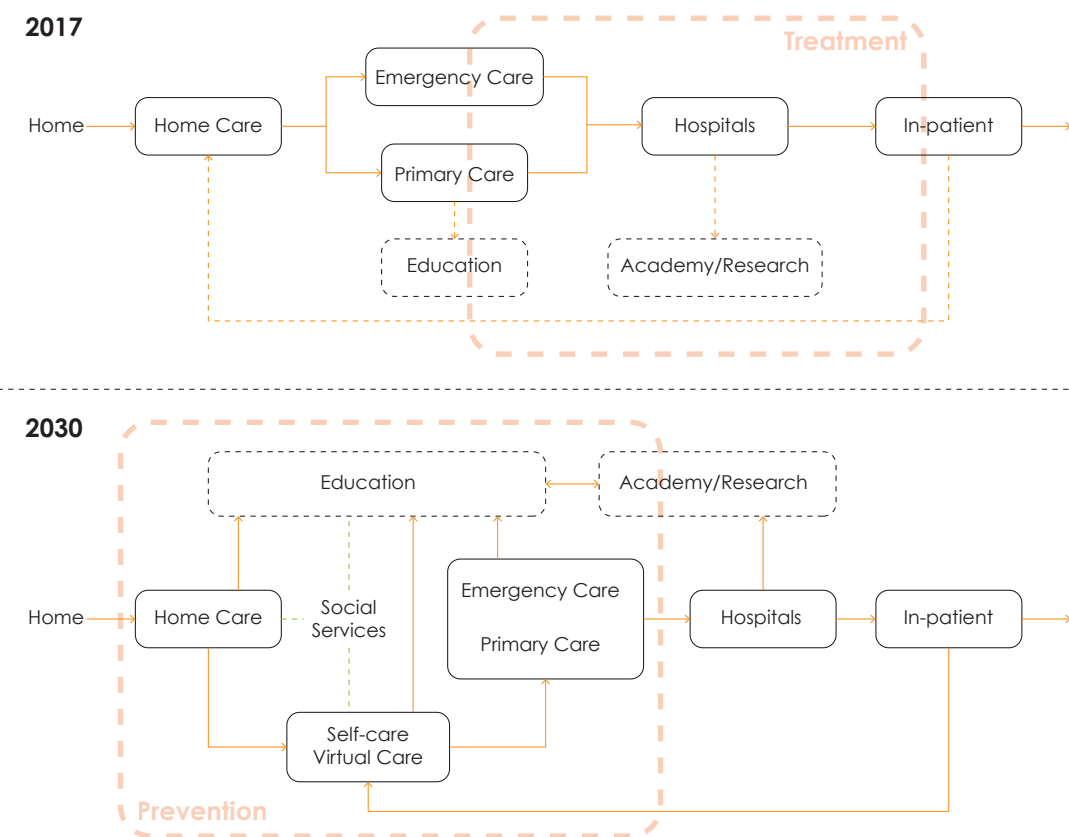 2017
Treatment
Emergency Care
Home
Home Care
Hospitals
In-patient
Primary Care
Education
Academy/Research
2030
Education
Academy/Research
Emergency Care
Home
Home Care
Social
Services
Hospitals
In-patient
Primary Care
Self-care
Virtual Care
Prevention